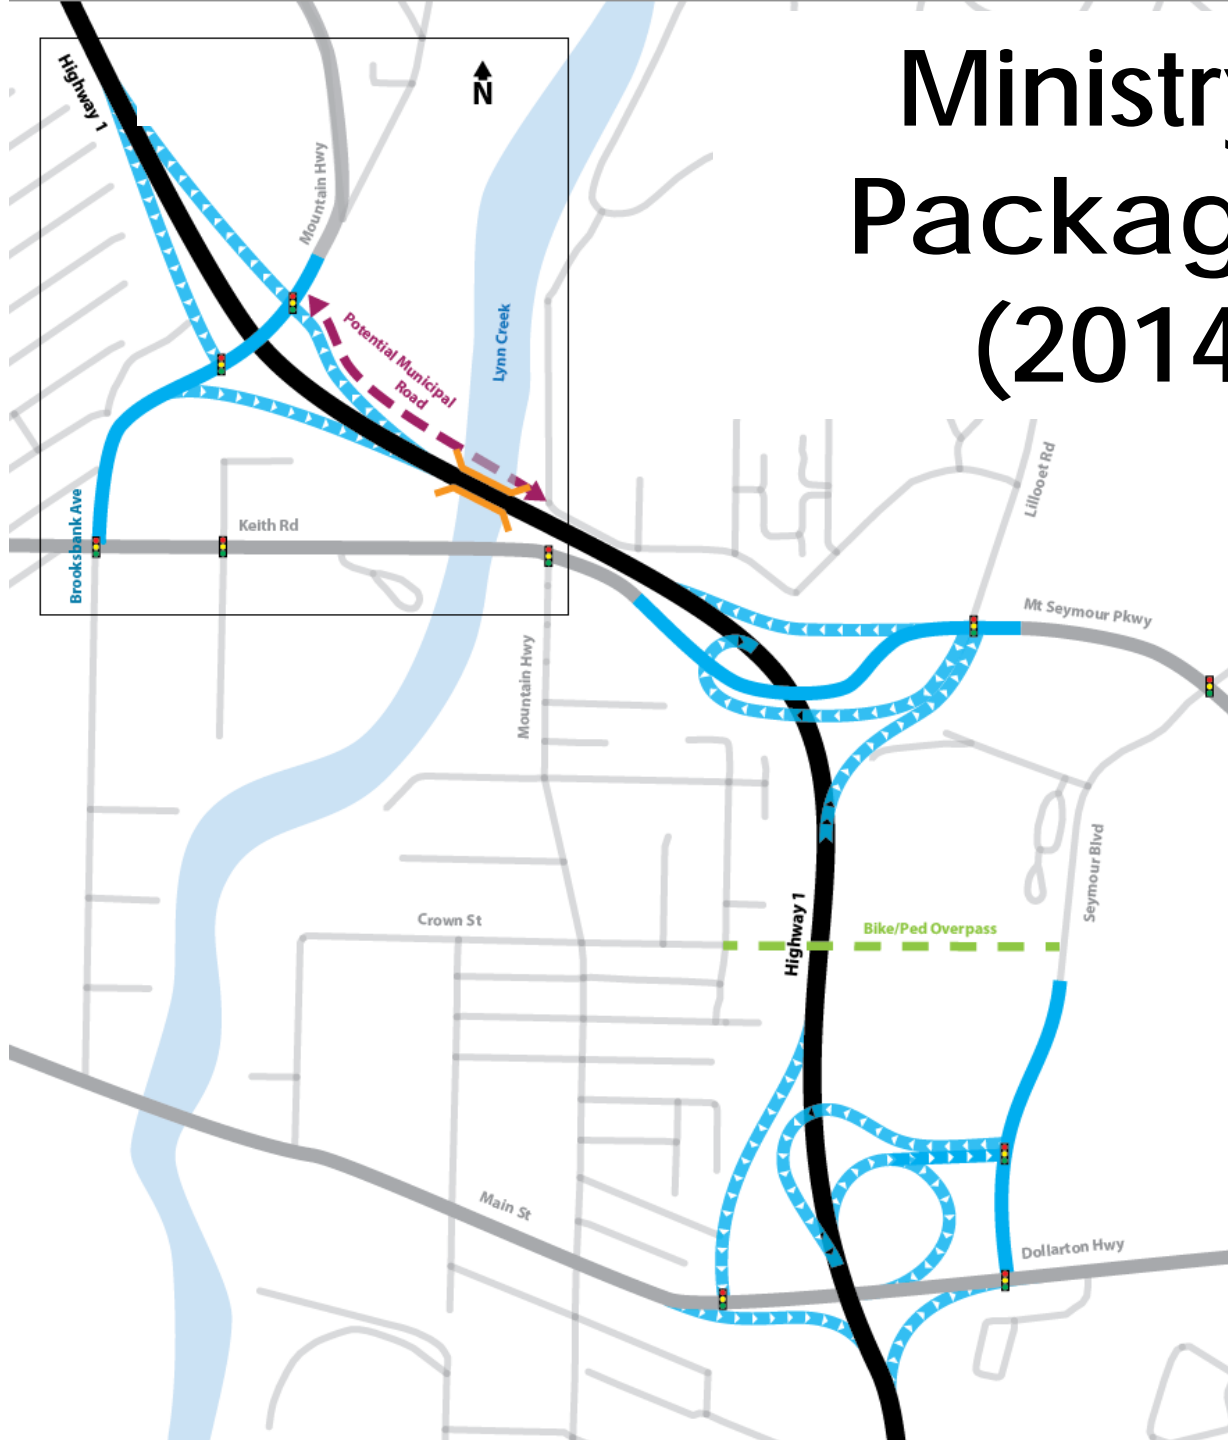 Ministr
Packag
(2014
Highway 1
N
Mountain Hwy
Potential Municipal
Road
Lynn Creek
Lillooet Rd
Brooksbank Ave
Keith Rd
Mt Seymour Pkwy
Mountain Hwy
Seymour Blvd
Crown St
Highway 1
Bike/Ped Overpass
Main St
Dollarton Hwy